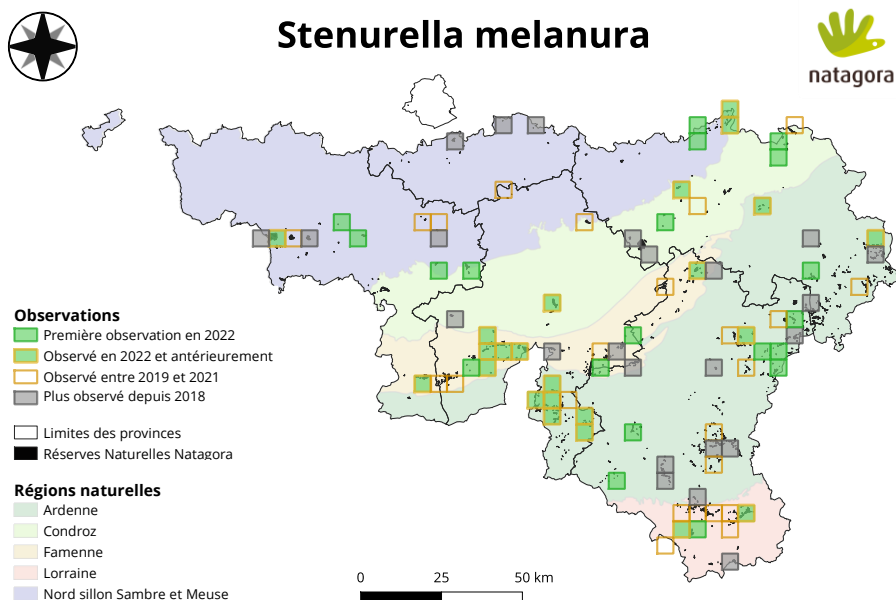 Stenurella melanura
natagora
Observations
Première observation en 2022
Observé en 2022 et antérieurement
Observé entre 2019 et 2021
Plus observé depuis 2018
Limites des provinces
Réserves Naturelles Natagora
Régions naturelles
Ardenne
Condroz
Famenne
Lorraine
Nord sillon Sambre et Meuse
0 25 50 km